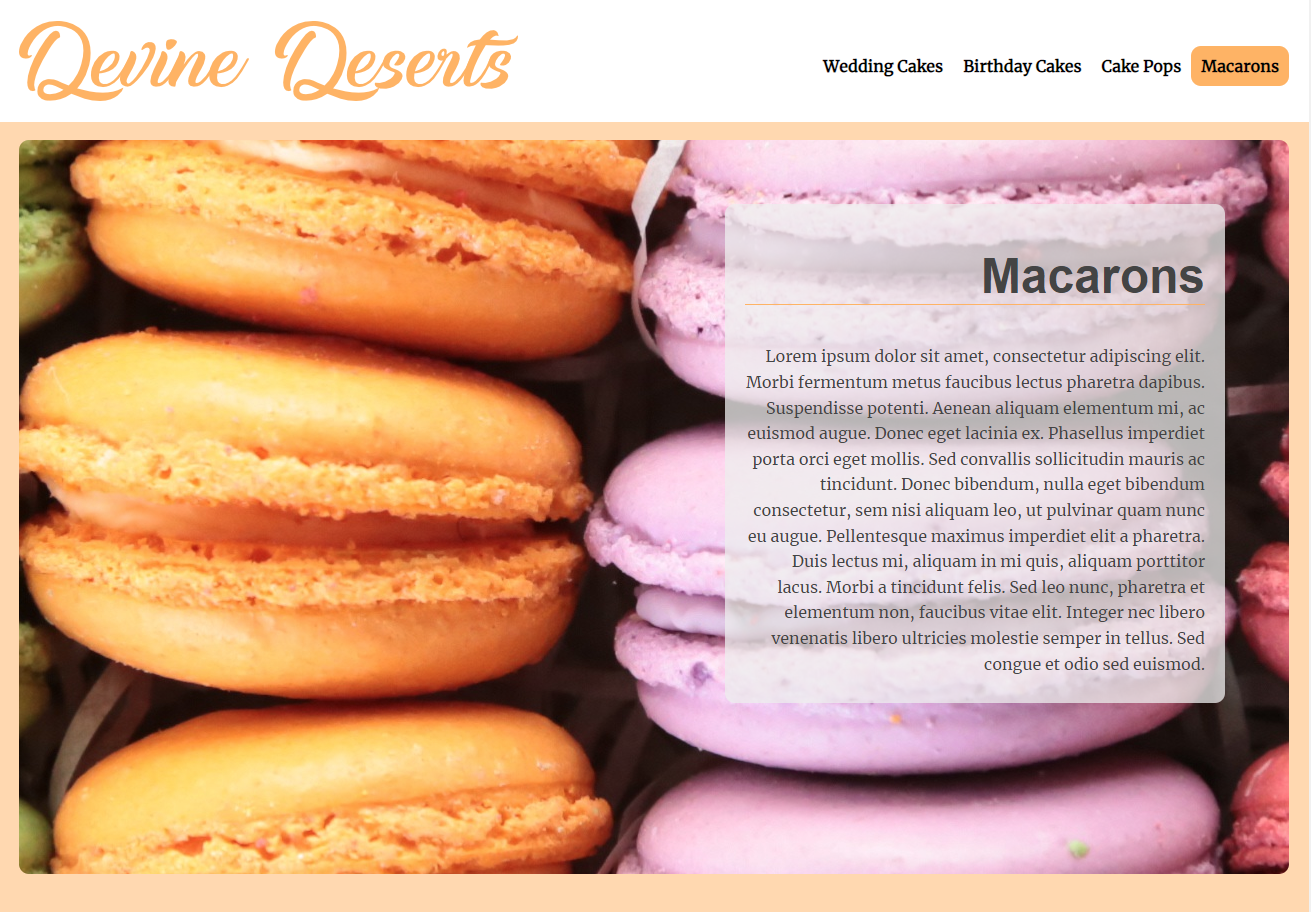 Devine Deserts
Wedding Cakes Birthday Cakes Cake Pops Macarons
Macarons
Lorem ipsum dolor sit amet, consectetur adipiscing elit.
Morbi fermentum metus faucibus lectus pharetra dapibus.
Suspendisse potenti. Aenean aliquam elementum mi, ac
euismod augue. Donec eget lacinia ex. Phasellus imperdiet
porta orci eget mollis. Sed convallis sollicitudin mauris ac
tincidunt. Donec bibendum, nulla eget bibendum
consectetur, sem nisi aliquam leo, ut pulvinar quam nunc
eu augue. Pellentesque maximus imperdiet elit a pharetra.
Duis lectus mi, aliquam in mi quis, aliquam porttitor
lacus. Morbi a tincidunt felis. Sed leo nunc, pharetra et
elementum non, faucibus vitae elit. Integer nec libero
venenatis libero ultricies molestie semper in tellus. Sed
congue et odio sed euismod.